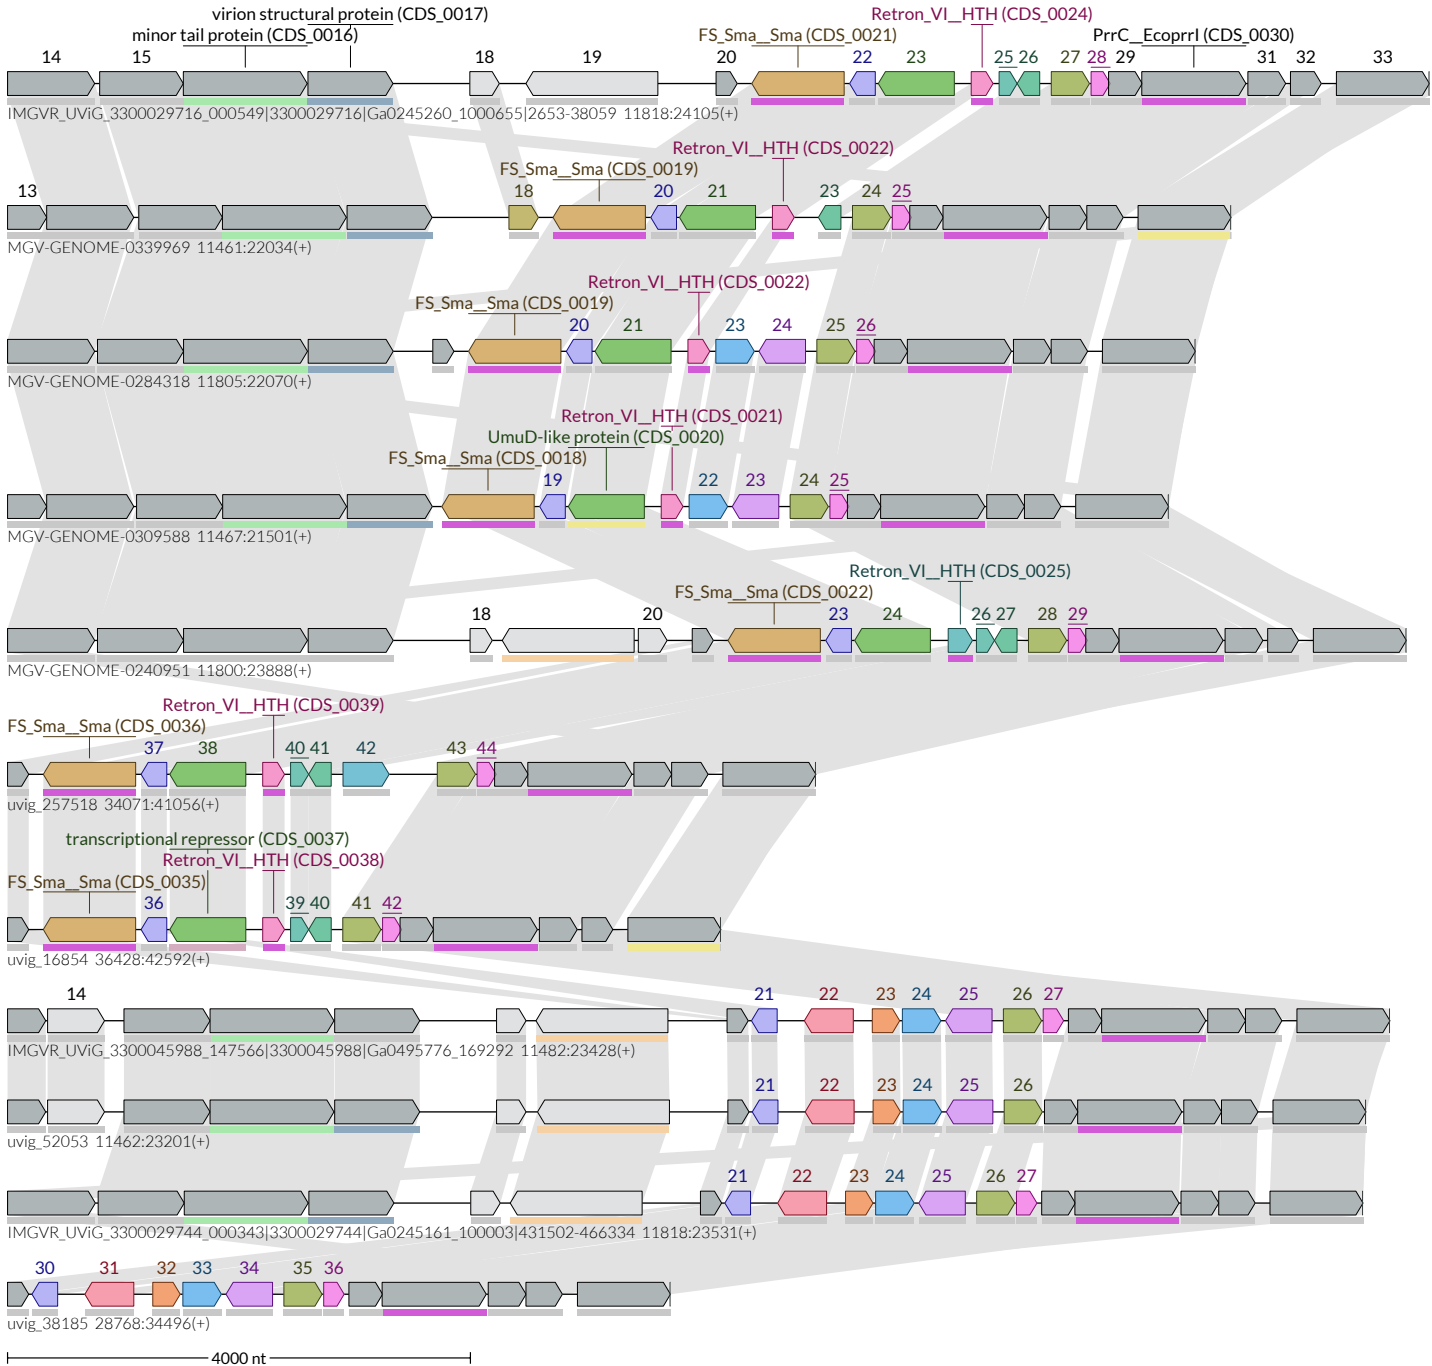 virion structural protein (CDS_0017)
Retron_VI__HTH (CDS_0024)
minor tail protein (CDS_0016)
FS_Sma__Sma (CDS_0021)
PrrC__EcoprrI (CDS_0030)
14 15 18 19 20 22 23 25 26 27 28 29 31 32 33
IMGVR_UViG_3300029716_000549|3300029716|Ga0245260_1000655|2653-38059 11818:24105(+)
Retron_VI__HTH (CDS_0022)
FS_Sma__Sma (CDS_0019)
13 18 20 21 23 24 25
MGV-GENOME-0339969 11461:22034(+)
Retron_VI__HTH (CDS_0022)
FS_Sma__Sma (CDS_0019)
20 21 23 24 25 26
MGV-GENOME-0284318 11805:22070(+)
Retron_VI__HTH (CDS_0021)
UmuD-like protein (CDS_0020)
FS_Sma__Sma (CDS_0018)
19 22 23 24 25
MGV-GENOME-0309588 11467:21501(+)
Retron_VI__HTH (CDS_0025)
FS_Sma__Sma (CDS_0022)
18 20 23 24 26 27 28 29
MGV-GENOME-0240951 11800:23888(+)
Retron_VI__HTH (CDS_0039)
FS_Sma__Sma (CDS_0036)
37 38 40 41 42 43 44
uvig_257518 34071:41056(+)
transcriptional repressor (CDS_0037)
Retron_VI__HTH (CDS_0038)
FS_Sma__Sma (CDS_0035)
36 39 40 41 42
uvig_16854 36428:42592(+)
14 21 22 23 24 25 26 27
IMGVR_UViG_3300045988_147566|3300045988|Ga0495776_169292 11482:23428(+)
21 22 23 24 25 26
uvig_52053 11462:23201(+)
21 22 23 24 25 26 27
IMGVR_UViG_3300029744_000343|3300029744|Ga0245161_100003|431502-466334 11818:23531(+)
30 31 32 33 34 35 36
uvig_38185 28768:34496(+)
4000 nt